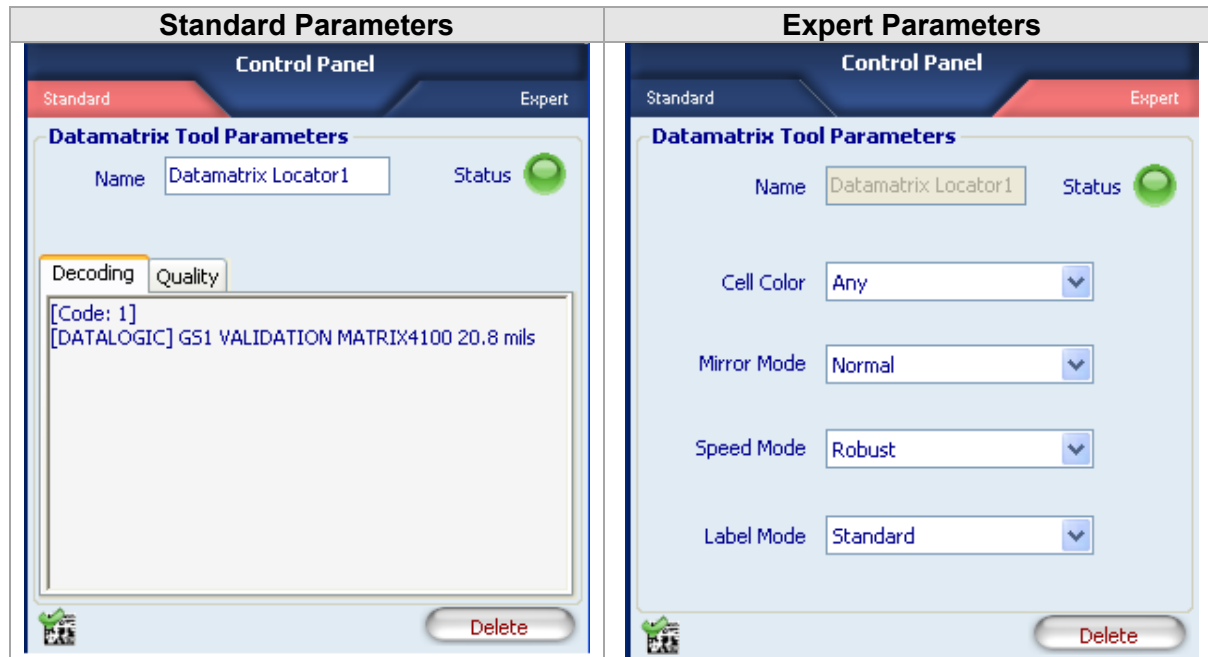 Standard Parameters
Control Panel
Standard
Expert
Datamatrix Tool Parameters
Name
Datamatrix Locator1
Status
Decoding
Quality
[Code: 1]
[DATALOGIC] GS1 VALIDATION MATRIX4100 20.8 mils
Delete
Expert Parameters
Control Panel
Standard
Expert
Datamatrix Tool Parameters
Name
Datamatrix Locator1
Status
Cell Color
Any
Mirror Mode
Normal
Speed Mode
Robust
Label Mode
Standard
Delete